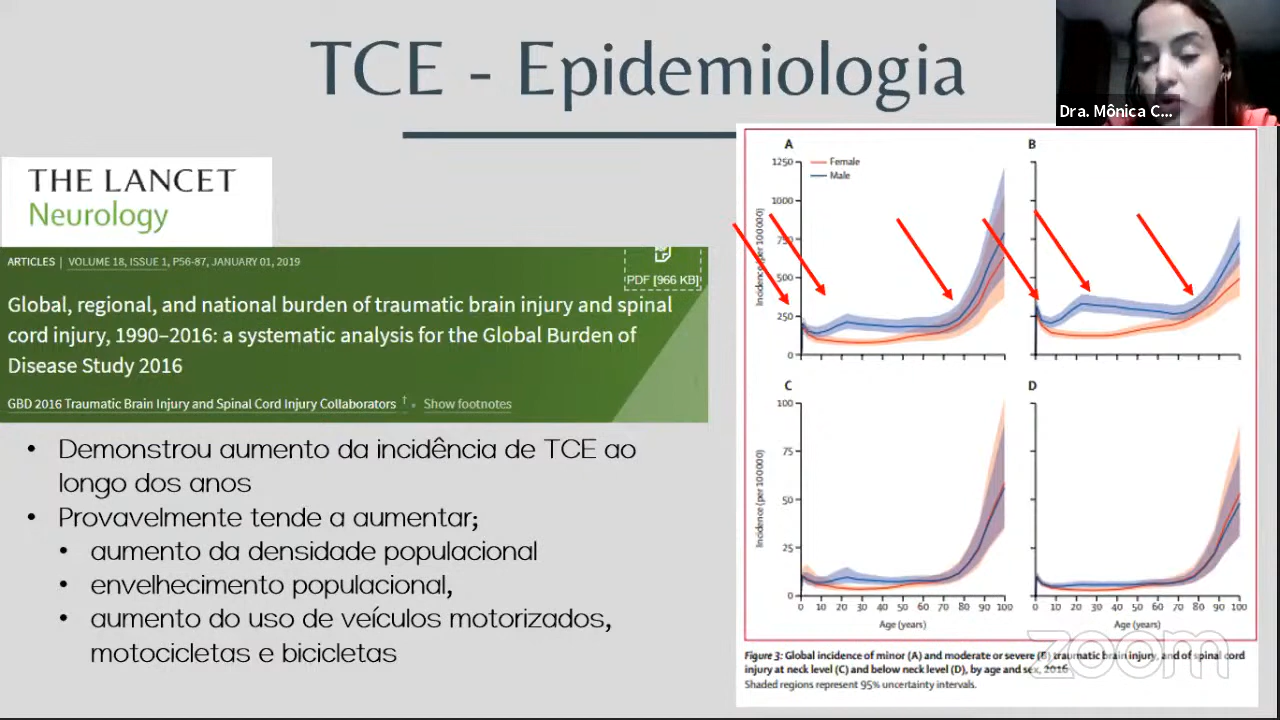 TCE - Epidemiologia
Dra. Mônica C...
THE LANCET
Neurology
ARTICLES | VOLUME 18, ISSUE 1, P56-87, JANUARY 01, 2019
PDF [966 KB]
Global, regional, and national burden of traumatic brain injury and spinal
cord injury, 1990–2016: a systematic analysis for the Global Burden of
Disease Study 2016
GBD 2016 Traumatic Brain Injury and Spinal Cord Injury Collaborators † • Show footnotes
• Demonstrou aumento da incidência de TCE ao
longo dos anos
• Provavelmente tende a aumentar;
• aumento da densidade populacional
• envelhecimento populacional,
• aumento do uso de veículos motorizados,
motocicletas e bicicletas
A
Female
Male
1250
1000
750
500
250
0
Incidence (per 100000)
B
C
100
75
50
25
0
Incidence (per 100000)
0 10 20 30 40 50 60 70 80 90 100
Age (years)
D
0 10 20 30 40 50 60 70 80 90 100
Age (years)
zoom
Figure 3: Global incidence of minor (A) and moderate or severe (B) traumatic brain injury, and of spinal cord
injury at neck level (C) and below neck level (D), by age and sex, 2016
Shaded regions represent 95% uncertainty intervals.